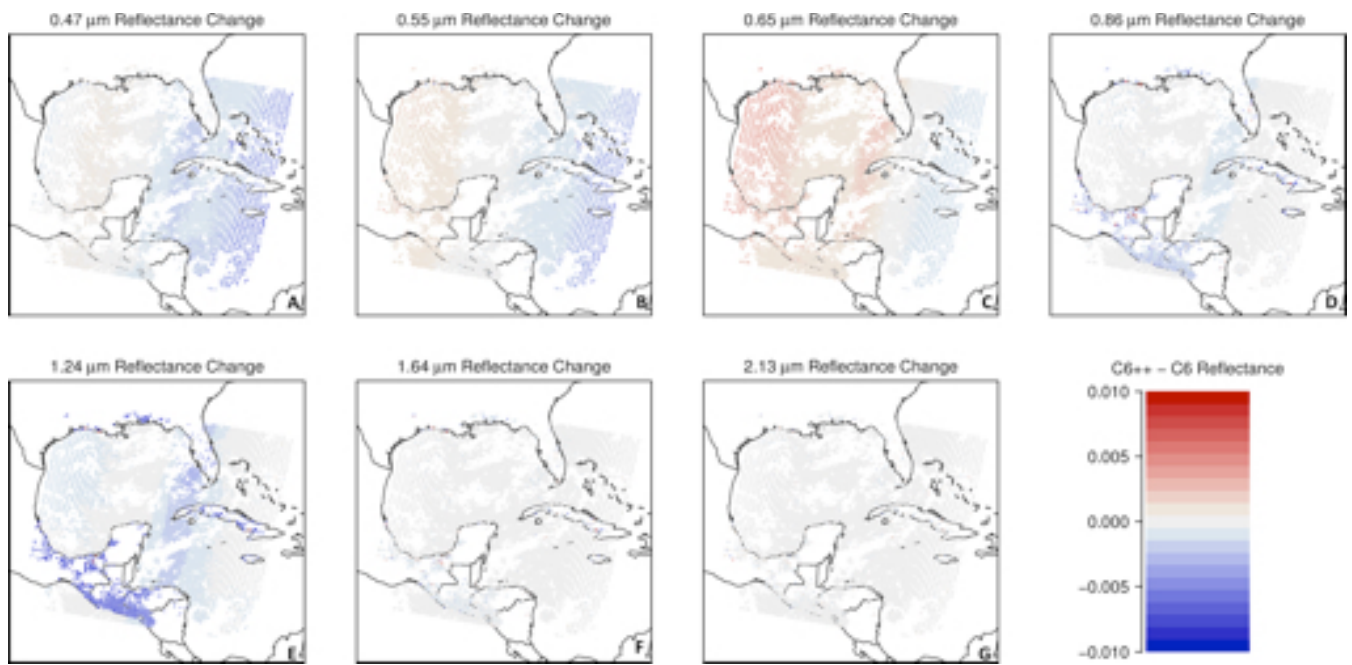 0.47 μm Reflectance Change
0.55 μm Reflectance Change
0.65 μm Reflectance Change
0.86 μm Reflectance Change
A
B
C
D
1.24 μm Reflectance Change
1.64 μm Reflectance Change
2.13 μm Reflectance Change
C6++ − C6 Reflectance
0.010
0.005
0.000
−0.005
−0.010
E
F
G